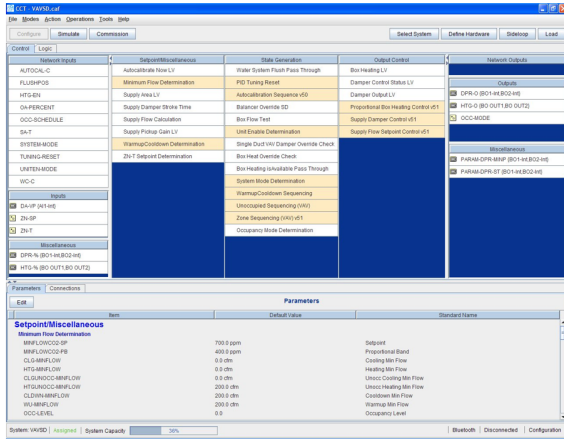 CCT - VAVSD.caf
File Modes Action Operations Tools Help
Configure Simulate Commission Select System Define Hardware Sideloop Load
Control Logic
Network Inputs
AUTOCAL-C
FLUSHPOS
HTG-EN
OA-PERCENT
OCC-SCHEDULE
SA-T
SYSTEM-MODE
TUNING-RESET
UNITEN-MODE
WC-C
Inputs
DA-VP (AI1-Int)
ZN-SP
ZN-T
Miscellaneous
DPR-% (BO1-Int,BO2-Int)
HTG-% (BO OUT1,BO OUT2)
Setpoint/Miscellaneous
Autocalibrate Now LV
Minimum Flow Determination
Supply Area LV
Supply Damper Stroke Time
Supply Flow Calculation
Supply Pickup Gain LV
WarmupCooldown Determination
ZN-T Setpoint Determination
State Generation
Water System Flush Pass Through
PID Tuning Reset
Autocalibration Sequence v50
Balancer Override SD
Box Flow Test
Unit Enable Determination
Single Duct VAV Damper Override Check
Box Heat Override Check
Box Heating isAvailable Pass Through
System Mode Determination
WarmupCooldown Sequencing
Unoccupied Sequencing (VAV)
Zone Sequencing (VAV) v51
Occupancy Mode Determination
Output Control
Box Heating LV
Damper Control Status LV
Damper Output LV
Proportional Box Heating Control v51
Supply Damper Control v51
Supply Flow Setpoint Control v51
Network Outputs
Outputs
DPR-O (BO1-Int,BO2-Int)
HTG-O (BO OUT1,BO OUT2)
OCC-MODE
Miscellaneous
PARAM-DPR-MINF (BO1-Int,BO2-Int)
PARAM-DPR-ST (BO1-Int,BO2-Int)
Parameters Connections
Edit Parameters
Item Default Value Standard Name
Setpoint/Miscellaneous
Minimum Flow Determination
MINFLOWCO2-SP 700.0 ppm Setpoint
MINFLOWCO2-PB 400.0 ppm Proportional Band
CLG-MINFLOW 0.0 cfm Cooling Min Flow
HTG-MINFLOW 0.0 cfm Heating Min Flow
CLGUNOCC-MINFLOW 0.0 cfm Unocc Cooling Min Flow
HTGUNOCC-MINFLOW 200.0 cfm Unocc Heating Min Flow
CLDWN-MINFLOW 200.0 cfm Cooldown Min Flow
WU-MINFLOW 200.0 cfm Warmup Min Flow
OCC-LEVEL 0.0 Occupancy Level
System: VAVSD Assigned System Capacity 36% Bluetooth Disconnected Configuration